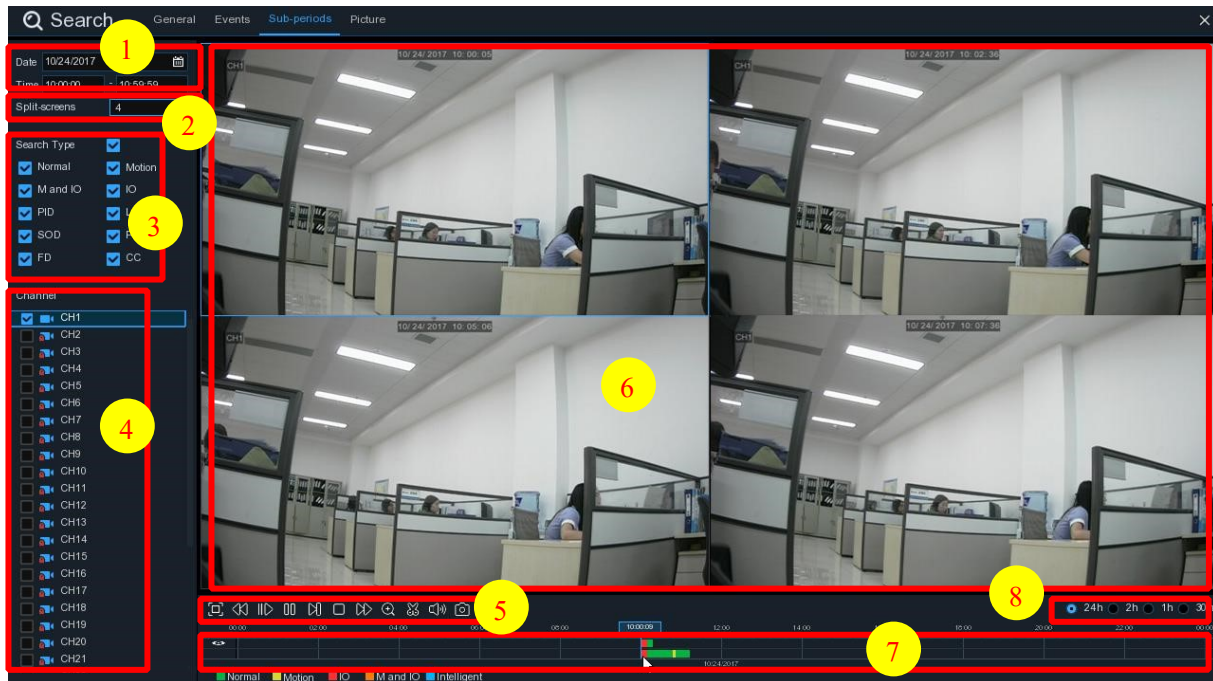 Search General Events Sub-periods Picture
1
Date 10/24/2017
Time 10:00:00 - 10:59:59
Split-screens 4
2
Search Type
Normal Motion
M and IO IO
PID
SOD
FD CC
3
Channel
CH1
CH2
CH3
CH4
CH5
CH6
CH7
CH8
CH9
CH10
CH11
CH12
CH13
CH14
CH15
CH16
CH17
CH18
CH19
CH20
CH21
4
10/24/2017 10:00:05
CH1
10/24/2017 10:02:36
CH1
10/24/2017 10:05:06
CH1
10/24/2017 10:07:36
CH1
6
5
8
24h 2h 1h
00:00 02:00 04:00 08:00 10:00:09 12:00 14:00 18:00 20:00 22:00 00:00
7
10/24/2017
Normal Motion IO M and IO Intelligent